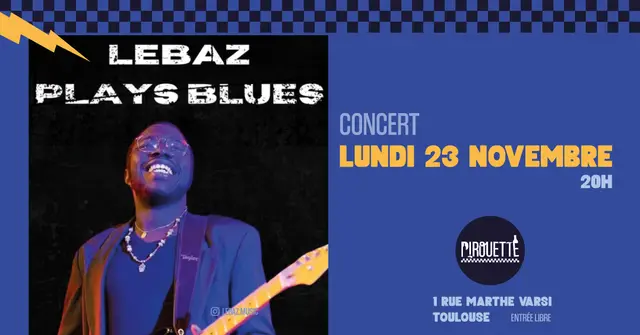 LEBAZ
PLAYS BLUES
CONCERT
LUNDI 23 NOVEMBRE
20H
PIROUETTE
1 RUE MARTHE VARSI
TOULOUSE ENTRÉE LIBRE